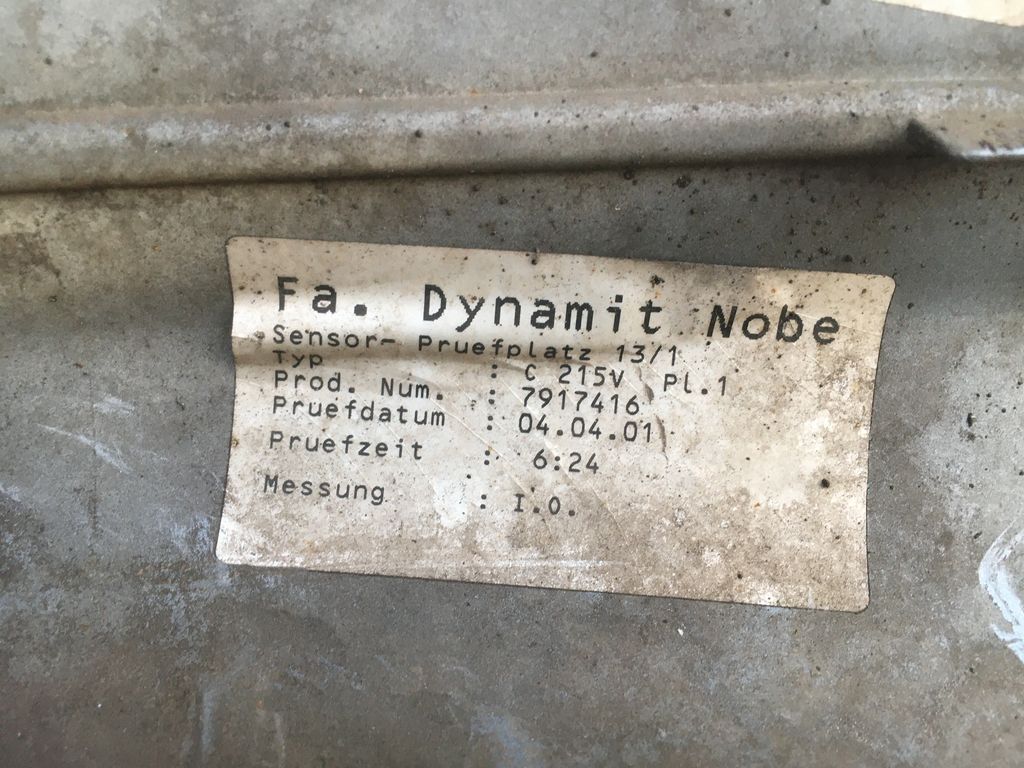 Fa. Dynamit Nobe
Sensor- Pruefplatz 13/1
Typ : C 215V Pl.1
Prod. Num. : 7917416
Pruefdatum : 04.04.01
Pruefzeit : 6:24
Messung : I.O.